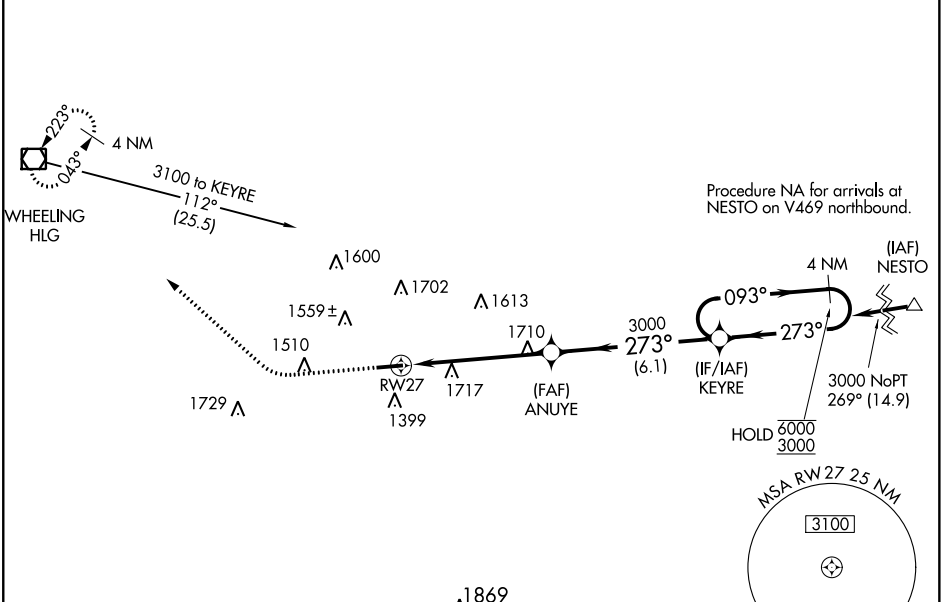 223°
043°
4 NM
WHEELING
HLG
3100 to KEYRE
112°
(25.5)
Procedure NA for arrivals at
NESTO on V469 northbound.
(IAF)
NESTO
4 NM
093°
273°
3000 NoPT
269° (14.9)
HOLD
6000
3000
(IF/IAF)
KEYRE
3000
273°
(6.1)
(FAF)
ANUYE
1600
1702
1559 ±
1613
1710
1510
RW27
1717
1729
1399
MSA RW27 25 NM
3100
1869